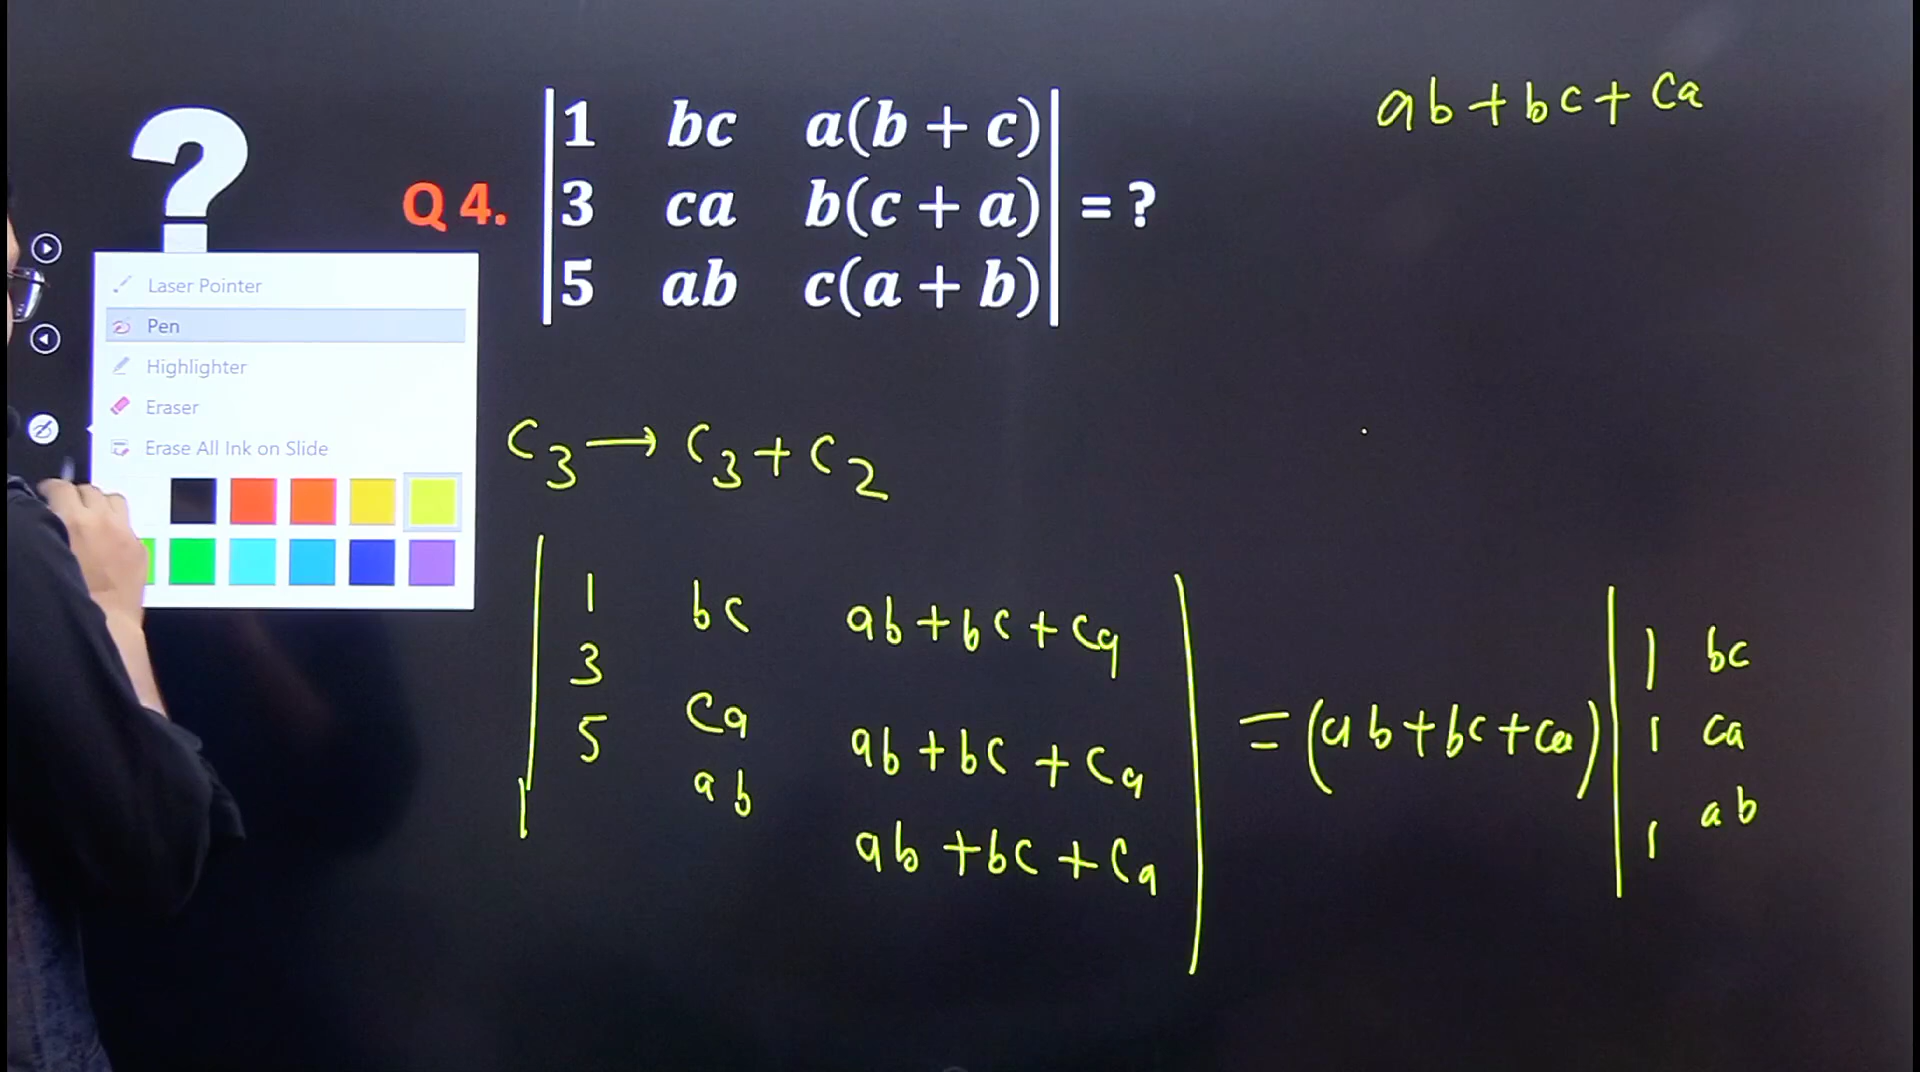 ?
1 bc a(b + c)
Q 4. 3 ca b(c + a) = ?
5 ab c(a + b)
ab + bc + ca
Laser Pointer
Pen
Highlighter
Eraser
Erase All Ink on Slide
C3 → C3 + C2
1 bc ab + bc + ca
3 ca ab + bc + ca
5 ab ab + bc + ca
= (ab + bc + ca)
1 bc
1 ca
1 ab